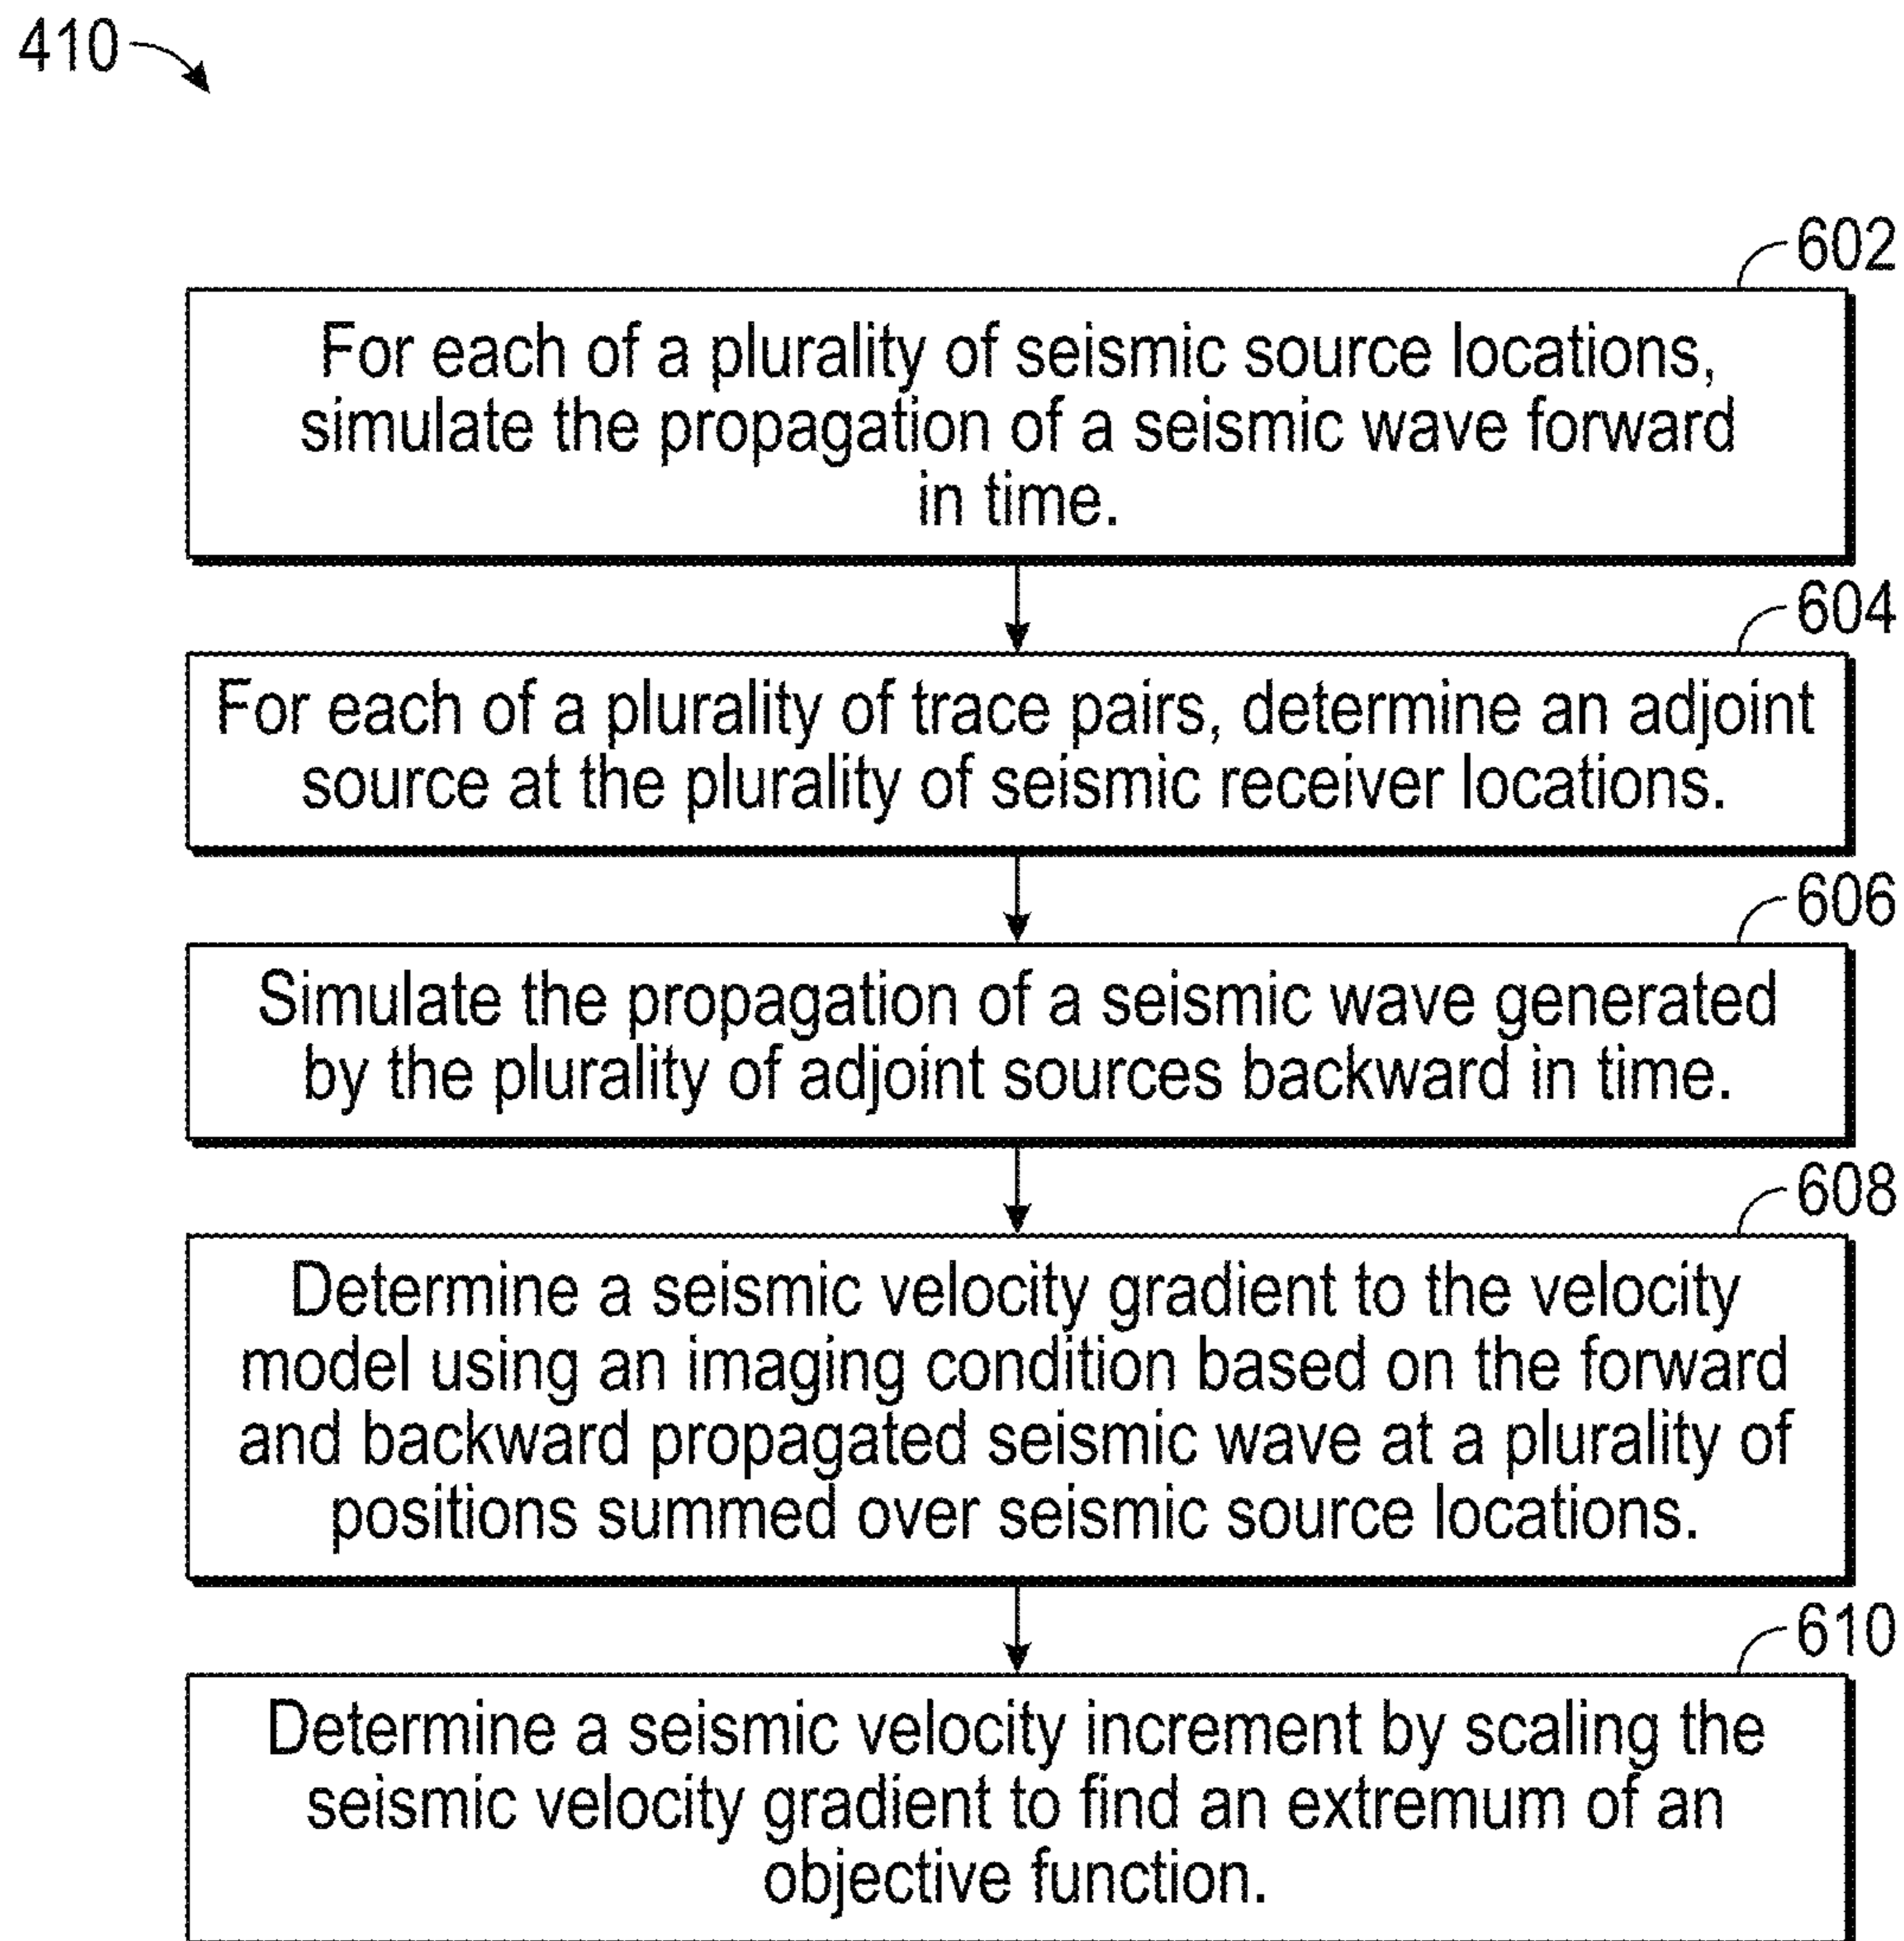 410
602
For each of a plurality of seismic source locations,
simulate the propagation of a seismic wave forward
in time.
604
For each of a plurality of trace pairs, determine an adjoint
source at the plurality of seismic receiver locations.
606
Simulate the propagation of a seismic wave generated
by the plurality of adjoint sources backward in time.
608
Determine a seismic velocity gradient to the velocity
model using an imaging condition based on the forward
and backward propagated seismic wave at a plurality of
positions summed over seismic source locations.
610
Determine a seismic velocity increment by scaling the
seismic velocity gradient to find an extremum of an
objective function.